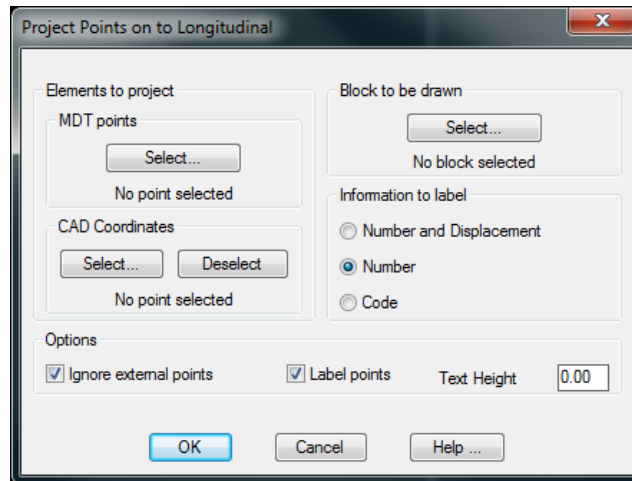 Project Points on to Longitudinal
Elements to project
MDT points
Select...
No point selected
CAD Coordinates
Select...
Deselect
No point selected
Block to be drawn
Select...
No block selected
Information to label
Number and Displacement
Number
Code
Options
Ignore external points
Label points
Text Height
0.00
OK
Cancel
Help ...